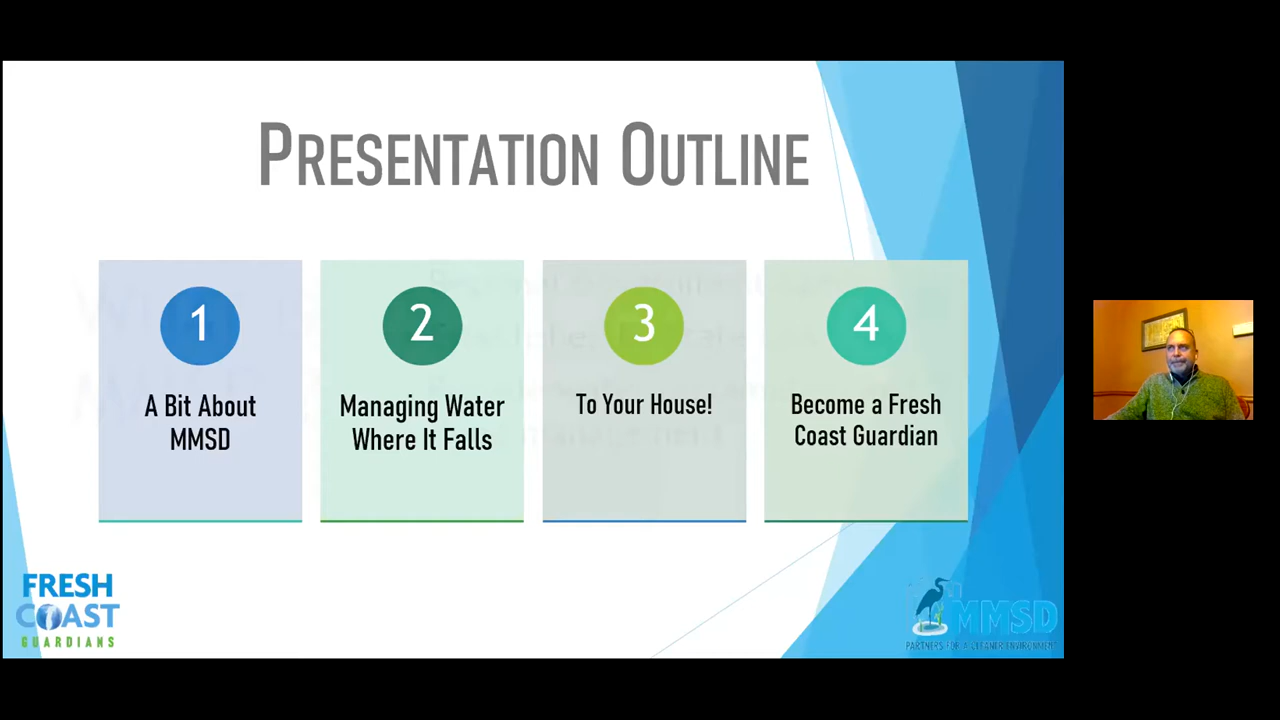 PRESENTATION OUTLINE
1
A Bit About
MMSD
2
Managing Water
Where It Falls
3
To Your House!
4
Become a Fresh
Coast Guardian
FRESH
COAST
GUARDIANS
MMSD
PARTNERS FOR A CLEANER ENVIRONMENT